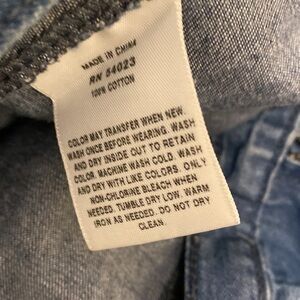 MADE IN CHINA
RN 54023
100% COTTON
COLOR MAY TRANSFER WHEN NEW
WASH ONCE BEFORE WEARING. WASH
AND DRY INSIDE OUT TO RETAIN
COLOR. MACHINE WASH COLD. WASH
AND DRY WITH LIKE COLORS. ONLY
NON-CHLORINE BLEACH WHEN
NEEDED. TUMBLE DRY LOW. WARM
IRON AS NEEDED. DO NOT DRY
CLEAN.